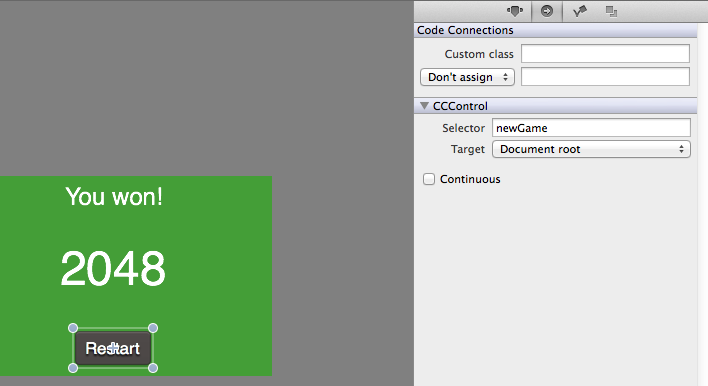 Code Connections
Custom class
Don't assign
CCControl
Selector newGame
Target Document root
Continuous
You won!
2048
Restart